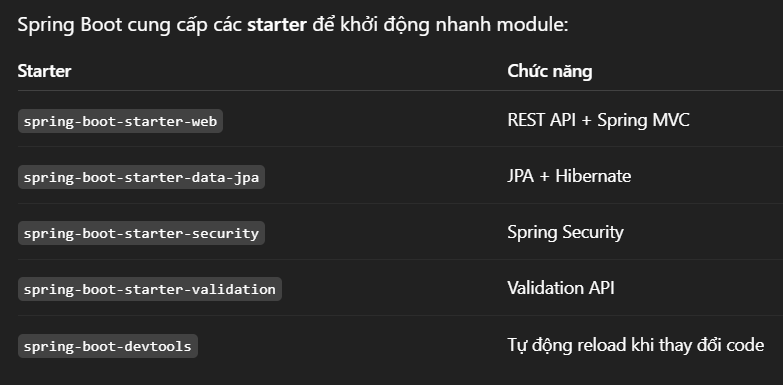 Spring Boot cung cấp các starter để khởi động nhanh module:
Starter Chức năng
spring-boot-starter-web REST API + Spring MVC
spring-boot-starter-data-jpa JPA + Hibernate
spring-boot-starter-security Spring Security
spring-boot-starter-validation Validation API
spring-boot-devtools Tự động reload khi thay đổi code